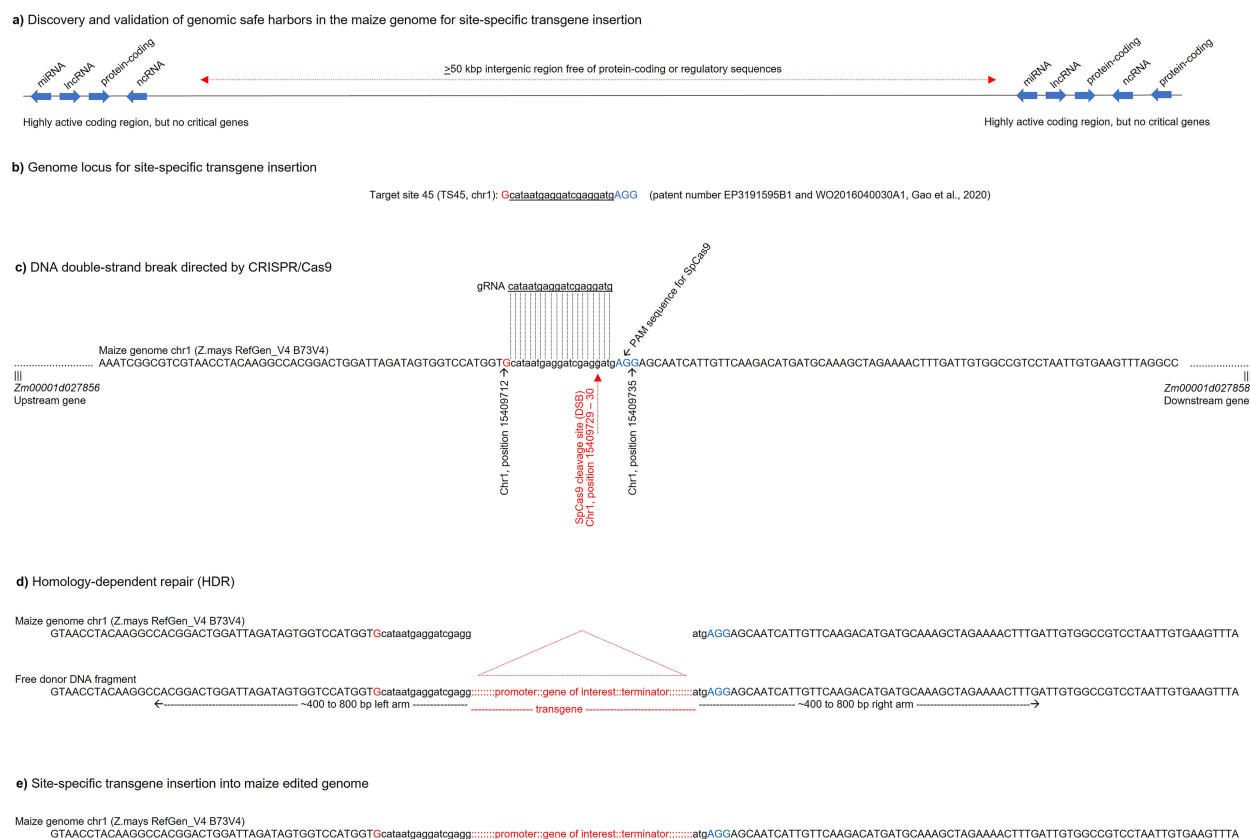 a) Discovery and validation of genomic safe harbors in the maize genome for site-specific transgene insertion
miRNA
lncRNA
protein-coding
ncRNA
≥50 kbp intergenic region free of protein-coding or regulatory sequences
miRNA
lncRNA
protein-coding
ncRNA
protein-coding
Highly active coding region, but no critical genes
Highly active coding region, but no critical genes
b) Genome locus for site-specific transgene insertion
Target site 45 (TS45, chr1): GcataatgaggatcgaggatgAGG (patent number EP3191595B1 and WO2016040030A1, Gao et al., 2020)
c) DNA double-strand break directed by CRISPR/Cas9
PAM sequence for SpCas9
gRNA cataatgaggatcgaggatg
Maize genome chr1 (Z.mays RefGen_V4 B73V4)
AAATCGGCGTCGTAACCTACAAGGCCACGGACTGGATTAGATAGTGGTCCATGGTGcataatgaggatcgaggatgAGGAGCAATCATTGTTCAAGACATGATGCAAAGCTAGAAAACTTTGATTGTGGCCGTCCTAATTGTGAAGTTTAGGCC
Zm00001d027856
Upstream gene
Zm00001d027858
Downstream gene
Chr1, position 15409712
SpCas9 cleavage site (DSB)
Chr1, position 15409729 – 30
Chr1, position 15409735
d) Homology-dependent repair (HDR)
Maize genome chr1 (Z.mays RefGen_V4 B73V4)
GTAACCTACAAGGCCACGGACTGGATTAGATAGTGGTCCATGGTGcataatgaggatcgagg atgAGGAGCAATCATTGTTCAAGACATGATGCAAAGCTAGAAAACTTTGATTGTGGCCGTCCTAATTGTGAAGTTTA
Free donor DNA fragment
GTAACCTACAAGGCCACGGACTGGATTAGATAGTGGTCCATGGTGcataatgaggatcgagg::::::::promoter::gene of interest::terminator::::::::atgAGGAGCAATCATTGTTCAAGACATGATGCAAAGCTAGAAAACTTTGATTGTGGCCGTCCTAATTGTGAAGTTTA
~400 to 800 bp left arm
transgene
~400 to 800 bp right arm
e) Site-specific transgene insertion into maize edited genome
Maize genome chr1 (Z.mays RefGen_V4 B73V4)
GTAACCTACAAGGCCACGGACTGGATTAGATAGTGGTCCATGGTGcataatgaggatcgagg::::::::promoter::gene of interest::terminator::::::::atgAGGAGCAATCATTGTTCAAGACATGATGCAAAGCTAGAAAACTTTGATTGTGGCCGTCCTAATTGTGAAGTTTA